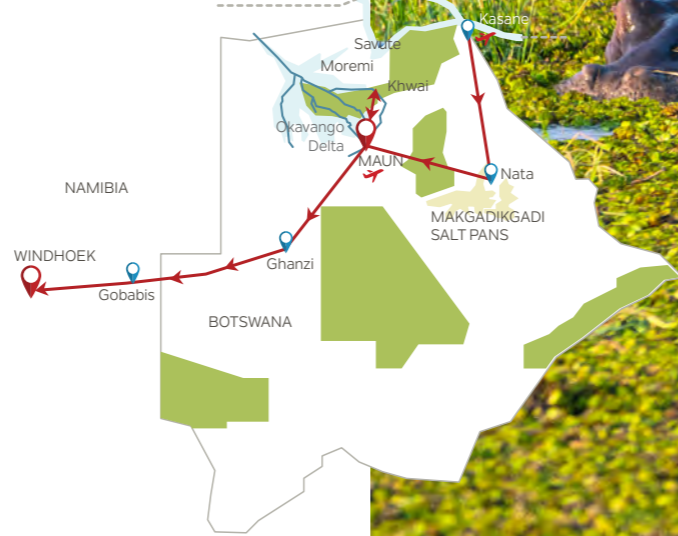 Kasane
Savute
Moremi
Khwai
Okavango
Delta
MAUN
Nata
NAMIBIA
MAKGADIKGADI
SALT PANS
WINDHOEK
Ghanzi
Gobabis
BOTSWANA